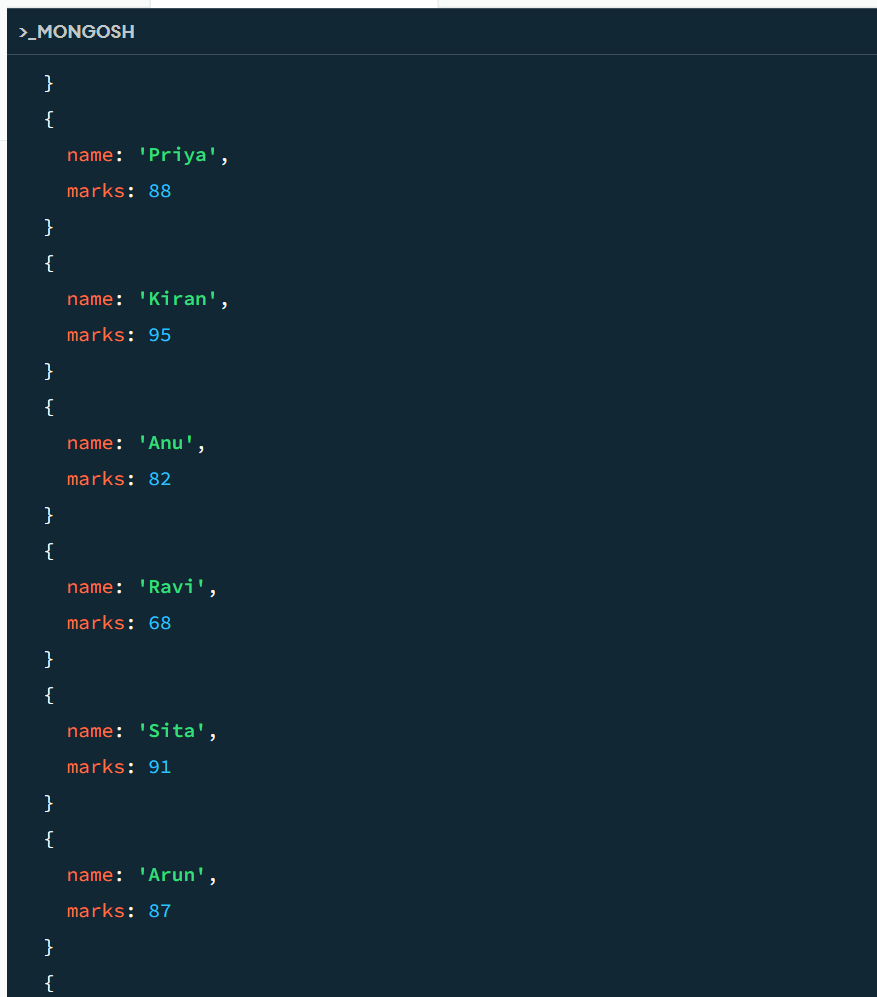 >_MONGOSH
}
{
name: 'Priya',
marks: 88
}
{
name: 'Kiran',
marks: 95
}
{
name: 'Anu',
marks: 82
}
{
name: 'Ravi',
marks: 68
}
{
name: 'Sita',
marks: 91
}
{
name: 'Arun',
marks: 87
}
{